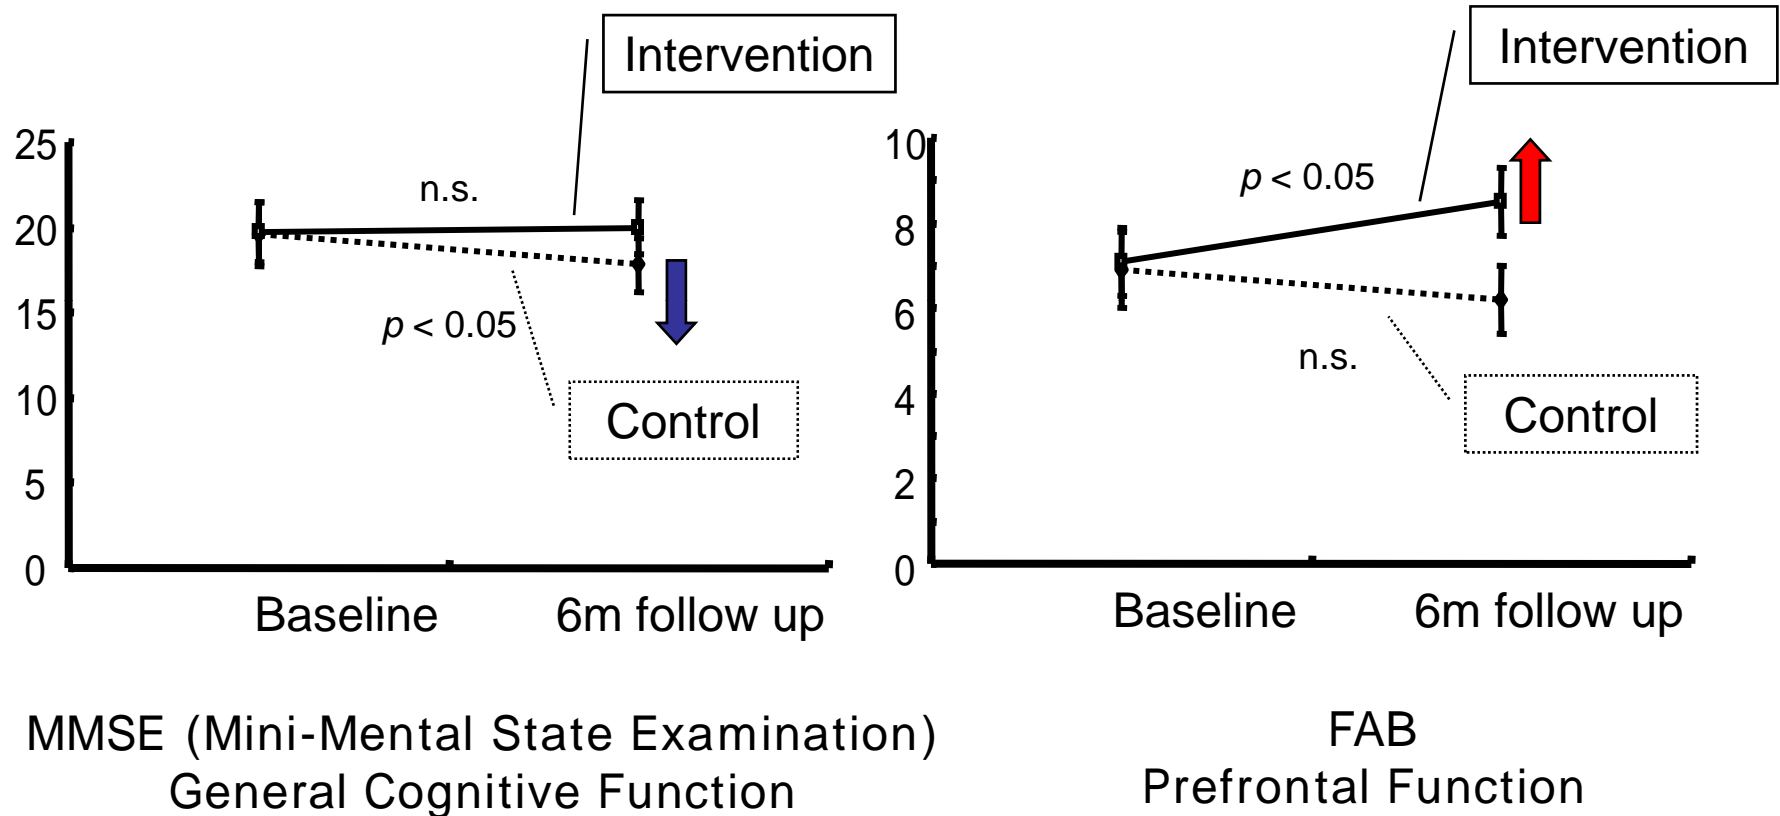 Intervention
25
20
15
10
5
0
n.s.
p < 0.05
Control
Baseline
6m follow up
MMSE (Mini-Mental State Examination)
General Cognitive Function
Intervention
10
8
6
4
2
0
p < 0.05
n.s.
Control
Baseline
6m follow up
FAB
Prefrontal Function